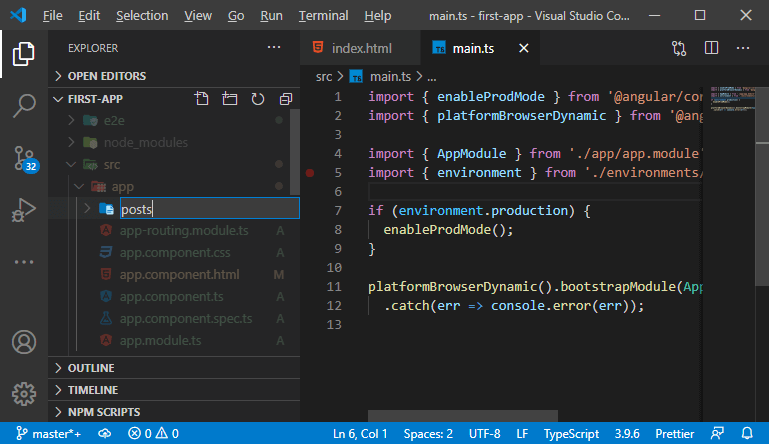 File Edit Selection View Go Run Terminal Help main.ts - first-app - Visual Studio Co...
EXPLORER
index.html
main.ts
OPEN EDITORS
src > main.ts > ...
FIRST-APP
e2e
node_modules
src
app
posts
app-routing.module.ts A
app.component.css A
app.component.html M
app.component.ts A
app.component.spec.ts A
app.module.ts A
OUTLINE
TIMELINE
NPM SCRIPTS
32
1 import { enableProdMode } from '@angular/cor
2 import { platformBrowserDynamic } from '@ang
3
4 import { AppModule } from './app/app.module'
5 import { environment } from './environments/
6
7 if (environment.production) {
8 enableProdMode();
9 }
10
11 platformBrowserDynamic().bootstrapModule(App
12 .catch(err => console.error(err));
13
master*+ 0 0 Ln 6, Col 1 Spaces: 2 UTF-8 LF TypeScript 3.9.6 Prettier